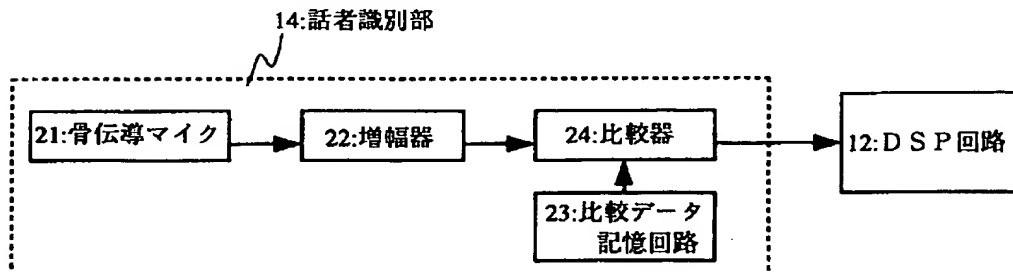 14:話者識別部
21:骨伝導マイク
22:増幅器
24:比較器
12:DSP回路
23:比較データ
記憶回路